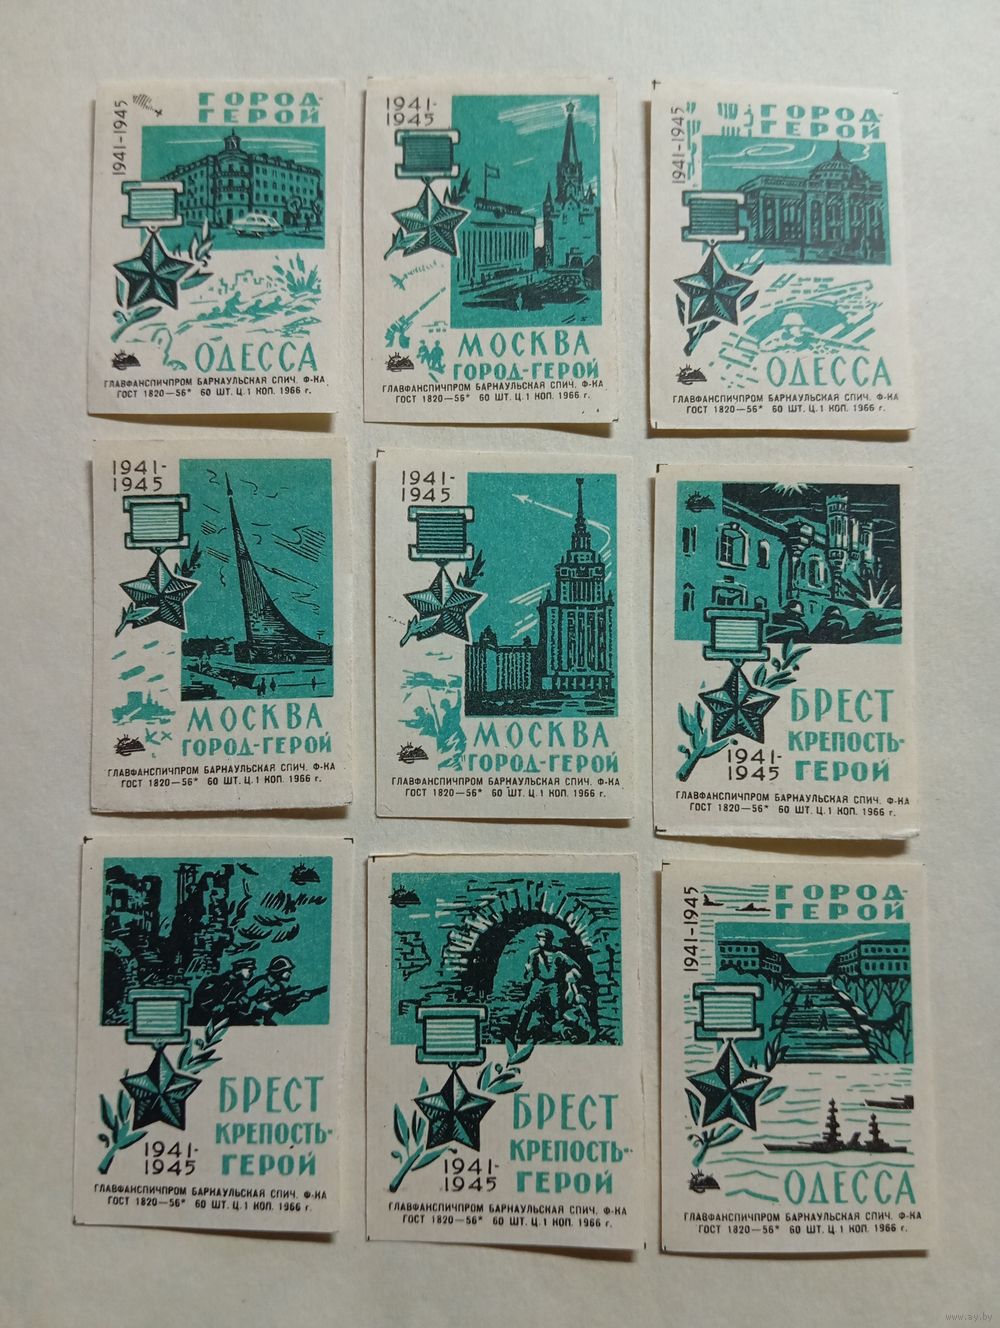 1941-1945
ГОРОД-
ГЕРОЙ
ОДЕССА
ГЛАВФАНСПИЧПРОМ БАРНАУЛЬСКАЯ СПИЧ. Ф-КА
ГОСТ 1820—56* 60 ШТ. Ц. 1 КОП. 1966 г.
1941-
1945
МОСКВА
ГОРОД-ГЕРОЙ
ГЛАВФАНСПИЧПРОМ БАРНАУЛЬСКАЯ СПИЧ. Ф-КА
ГОСТ 1820—56* 60 ШТ. Ц. 1 КОП. 1966 г.
1941-1945
ГОРОД-
ГЕРОЙ
ОДЕССА
ГЛАВФАНСПИЧПРОМ БАРНАУЛЬСКАЯ СПИЧ. Ф-КА
ГОСТ 1820—56* 60 ШТ. Ц. 1 КОП. 1966 г.
1941-
1945
МОСКВА
ГОРОД-ГЕРОЙ
ГЛАВФАНСПИЧПРОМ БАРНАУЛЬСКАЯ СПИЧ. Ф-КА
ГОСТ 1820—56* 60 ШТ. Ц. 1 КОП. 1966 г.
1941-
1945
МОСКВА
ГОРОД-ГЕРОЙ
ГЛАВФАНСПИЧПРОМ БАРНАУЛЬСКАЯ СПИЧ. Ф-КА
ГОСТ 1820—56* 60 ШТ. Ц. 1 КОП. 1966 г.
БРЕСТ
КРЕПОСТЬ-
ГЕРОЙ
1941-
1945
ГЛАВФАНСПИЧПРОМ БАРНАУЛЬСКАЯ СПИЧ. Ф-КА
ГОСТ 1820—56* 60 ШТ. Ц. 1 КОП. 1966 г.
БРЕСТ
КРЕПОСТЬ-
ГЕРОЙ
1941-
1945
ГЛАВФАНСПИЧПРОМ БАРНАУЛЬСКАЯ СПИЧ. Ф-КА
ГОСТ 1820—56* 60 ШТ. Ц. 1 КОП. 1966 г.
БРЕСТ
КРЕПОСТЬ-
ГЕРОЙ
1941-
1945
ГЛАВФАНСПИЧПРОМ БАРНАУЛЬСКАЯ СПИЧ. Ф-КА
ГОСТ 1820—56* 60 ШТ. Ц. 1 КОП. 1966 г.
1941-1945
ГОРОД-
ГЕРОЙ
ОДЕССА
ГЛАВФАНСПИЧПРОМ БАРНАУЛЬСКАЯ СПИЧ. Ф-КА
ГОСТ 1820—56* 60 ШТ. Ц. 1 КОП. 1966 г.
www.ay.by